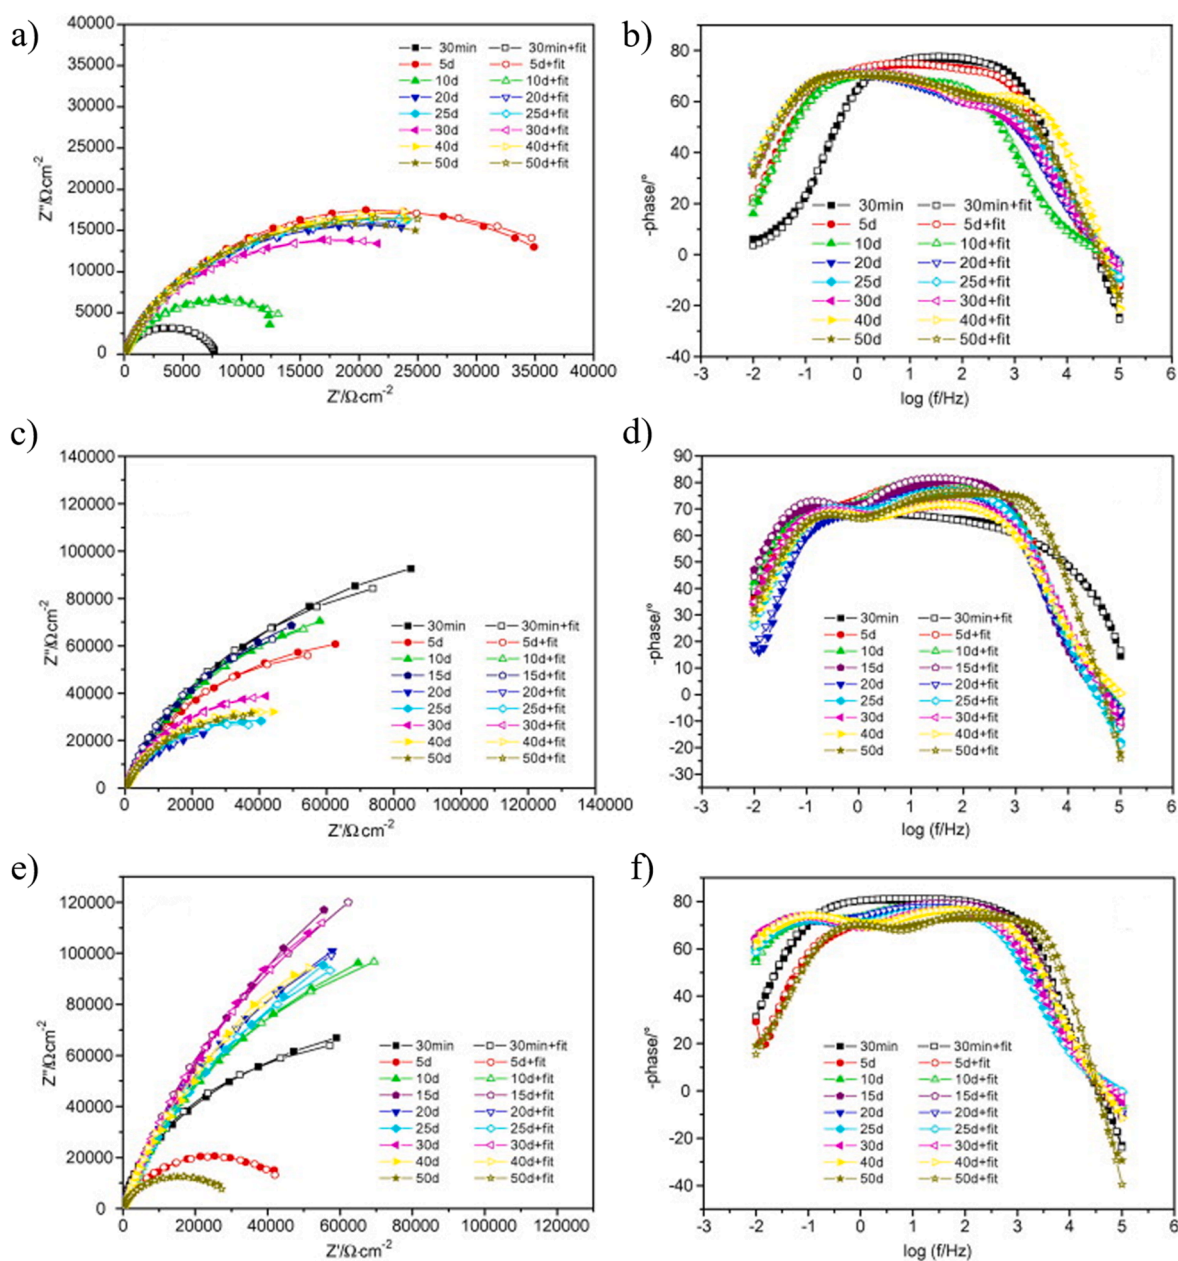 a)
40000
35000
30000
25000
20000
15000
10000
5000
0
Z''/Ω·cm-2
30min 30min+fit
5d 5d+fit
10d 10d+fit
20d 20d+fit
25d 25d+fit
30d 30d+fit
40d 40d+fit
50d 50d+fit
0 5000 10000 15000 20000 25000 30000 35000 40000
Z'/Ω·cm-2
b)
80
60
40
20
0
-20
-40
-phase/°
30min 30min+fit
5d 5d+fit
10d 10d+fit
20d 20d+fit
25d 25d+fit
30d 30d+fit
40d 40d+fit
50d 50d+fit
-3 -2 -1 0 1 2 3 4 5 6
log (f/Hz)
c)
140000
120000
100000
80000
60000
40000
20000
0
Z''/Ω·cm-2
30min 30min+fit
5d 5d+fit
10d 10d+fit
15d 15d+fit
20d 20d+fit
25d 25d+fit
30d 30d+fit
40d 40d+fit
50d 50d+fit
0 20000 40000 60000 80000 100000 120000 140000
Z'/Ω·cm-2
d)
90
80
70
60
50
40
30
20
10
0
-10
-20
-30
-phase/°
30min 30min+fit
5d 5d+fit
10d 10d+fit
15d 15d+fit
20d 20d+fit
25d 25d+fit
30d 30d+fit
40d 40d+fit
50d 50d+fit
-3 -2 -1 0 1 2 3 4 5 6
log (f/Hz)
e)
120000
100000
80000
60000
40000
20000
0
Z''/Ω·cm-2
30min 30min+fit
5d 5d+fit
10d 10d+fit
15d 15d+fit
20d 20d+fit
25d 25d+fit
30d 30d+fit
40d 40d+fit
50d 50d+fit
0 20000 40000 60000 80000 100000 120000
Z'/Ω·cm-2
f)
80
60
40
20
0
-20
-40
-phase/°
30min 30min+fit
5d 5d+fit
10d 10d+fit
15d 15d+fit
20d 20d+fit
25d 25d+fit
30d 30d+fit
40d 40d+fit
50d 50d+fit
-3 -2 -1 0 1 2 3 4 5 6
log (f/Hz)